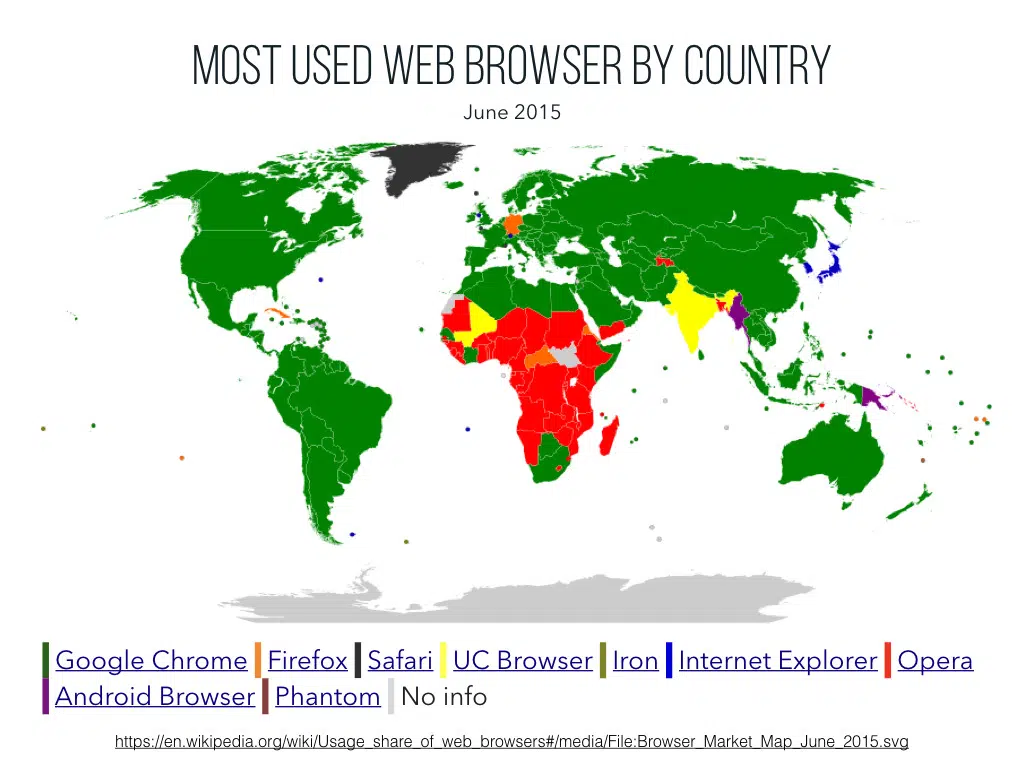 MOST USED WEB BROWSER BY COUNTRY
June 2015
Google Chrome Firefox Safari UC Browser Iron Internet Explorer Opera
Android Browser Phantom No info
https://en.wikipedia.org/wiki/Usage_share_of_web_browsers#/media/File:Browser_Market_Map_June_2015.svg